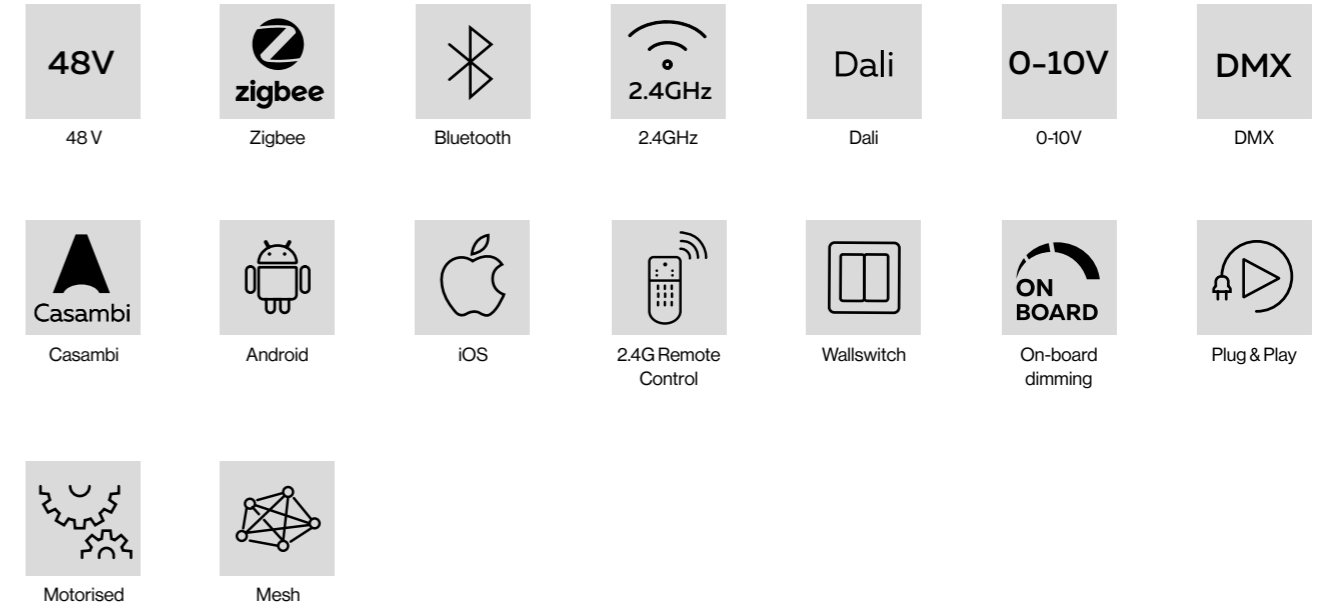 48V
zigbee
2.4GHz
Dali
0-10V
DMX
48 V
Zigbee
Bluetooth
2.4GHz
Dali
0-10V
DMX
Casambi
ON
BOARD
Casambi
Android
iOS
2.4G Remote
Control
Wallswitch
On-board
dimming
Plug & Play
Motorised
Mesh